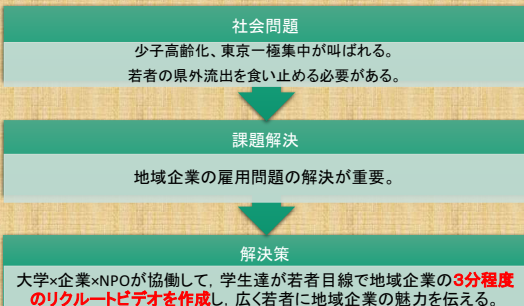 社会問題
少子高齢化、東京一極集中が叫ばれる。
若者の県外流出を食い止める必要がある。
課題解決
地域企業の雇用問題の解決が重要。
解決策
大学×企業×NPOが協働して，学生達が若者目線で地域企業の３分程度
のリクルートビデオを作成し，広く若者に地域企業の魅力を伝える。